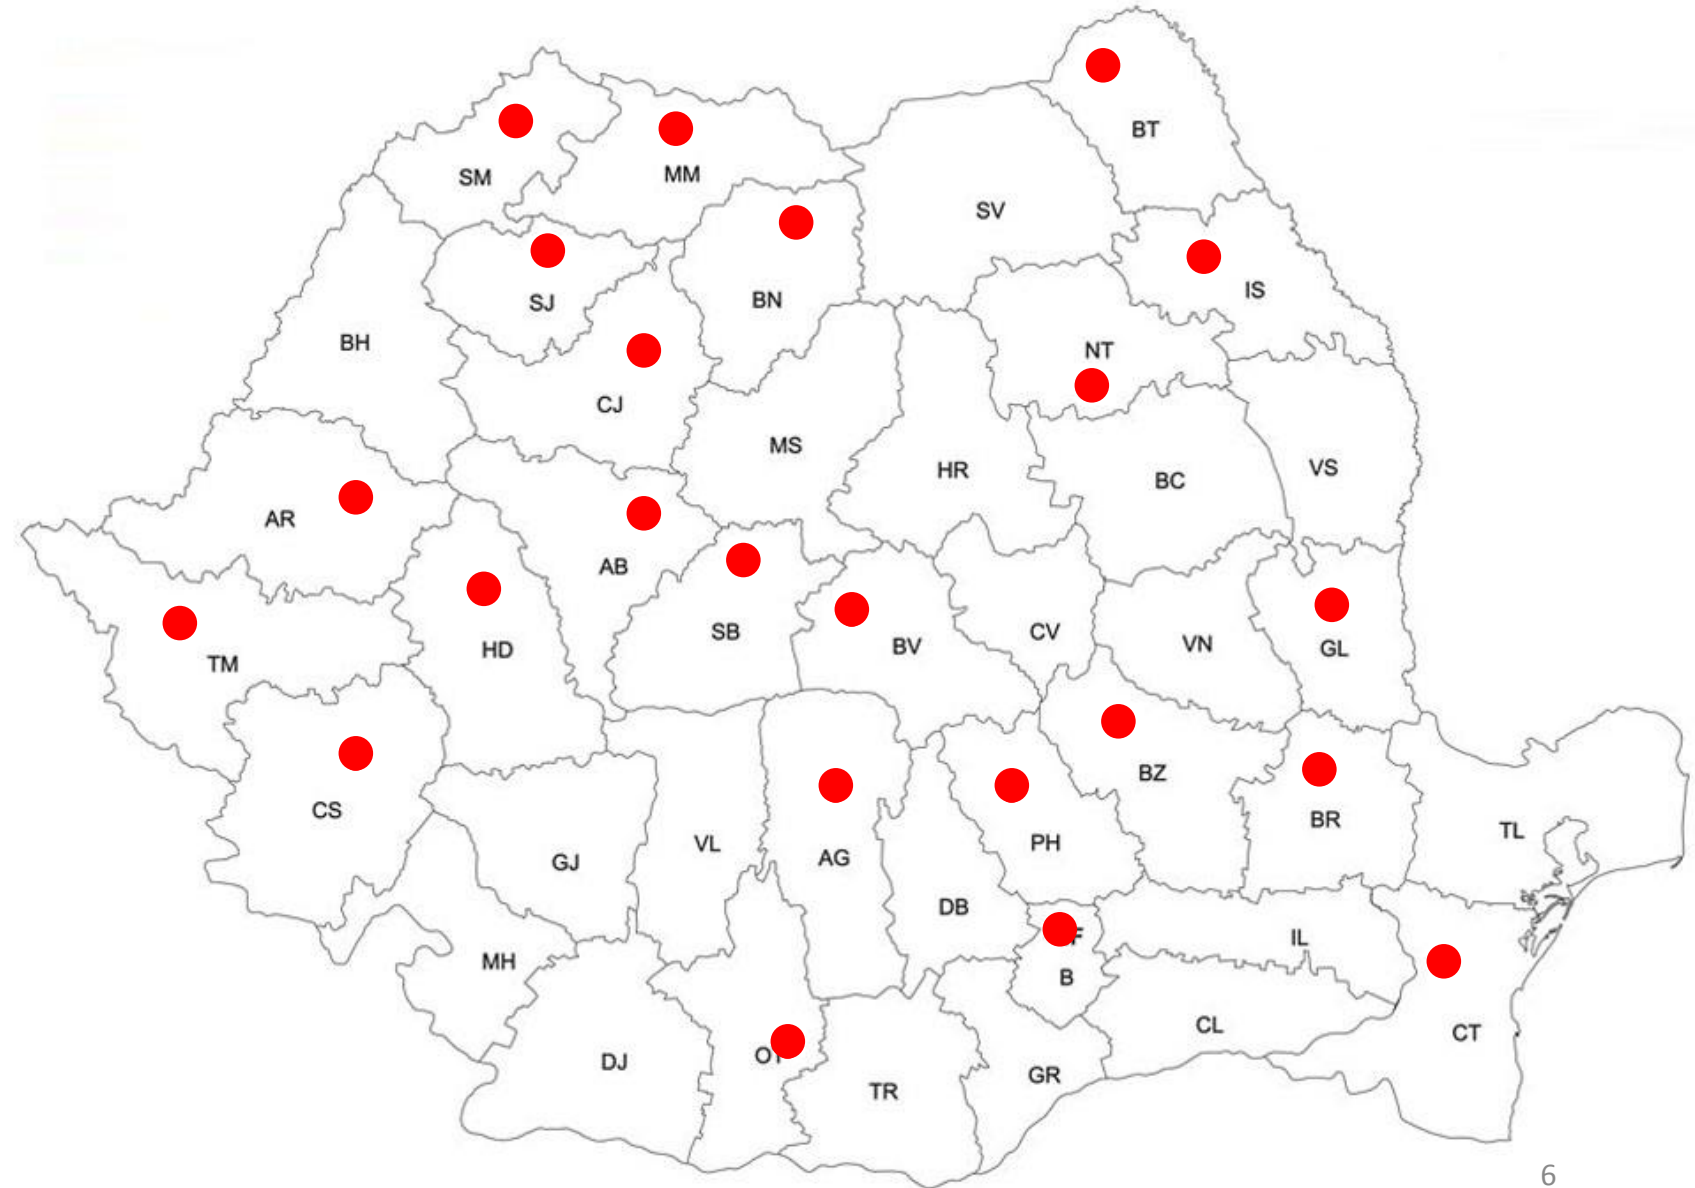 BT
SM
MM
SV
SJ
BN
IS
BH
NT
CJ
MS
HR
BC
VS
AR
AB
SB
CV
BV
VN
GL
HD
TM
BZ
CS
BR
TL
VL
PH
AG
GJ
DB
IL
MH
F
B
CL
CT
DJ
GR
TR
6